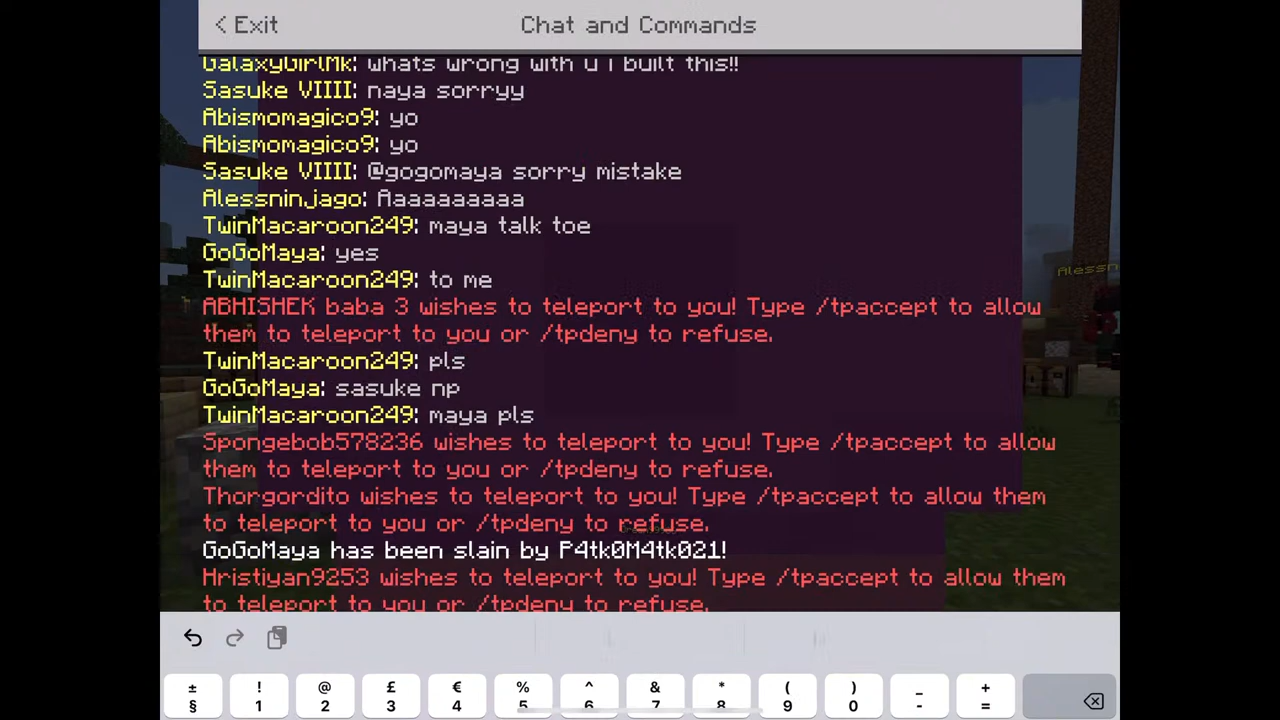 < Exit
Chat and Commands
GalaxyGirlMk: whats wrong with u i built this!!
Sasuke VIIII: naya sorryy
Abismomagico9: yo
Abismomagico9: yo
Sasuke VIIII: @gogomaya sorry mistake
Alessninjago: Aaaaaaaaaa
TwinMacaroon249: maya talk toe
GoGoMaya: yes
TwinMacaroon249: to me
ABHISHEK baba 3 wishes to teleport to you! Type /tpaccept to allow
them to teleport to you or /tpdeny to refuse.
TwinMacaroon249: pls
GoGoMaya: sasuke np
TwinMacaroon249: maya pls
Spongebob578236 wishes to teleport to you! Type /tpaccept to allow
them to teleport to you or /tpdeny to refuse.
Thorgordito wishes to teleport to you! Type /tpaccept to allow them
to teleport to you or /tpdeny to refuse.
GoGoMaya has been slain by P4tk0M4tk021!
Hristiyan9253 wishes to teleport to you! Type /tpaccept to allow them
to teleport to you or /tpdeny to refuse.
Alessn
± ! @ £ € % ^ & * ( ) _ +
§ 1 2 3 4 5 6 7 8 9 0 - =